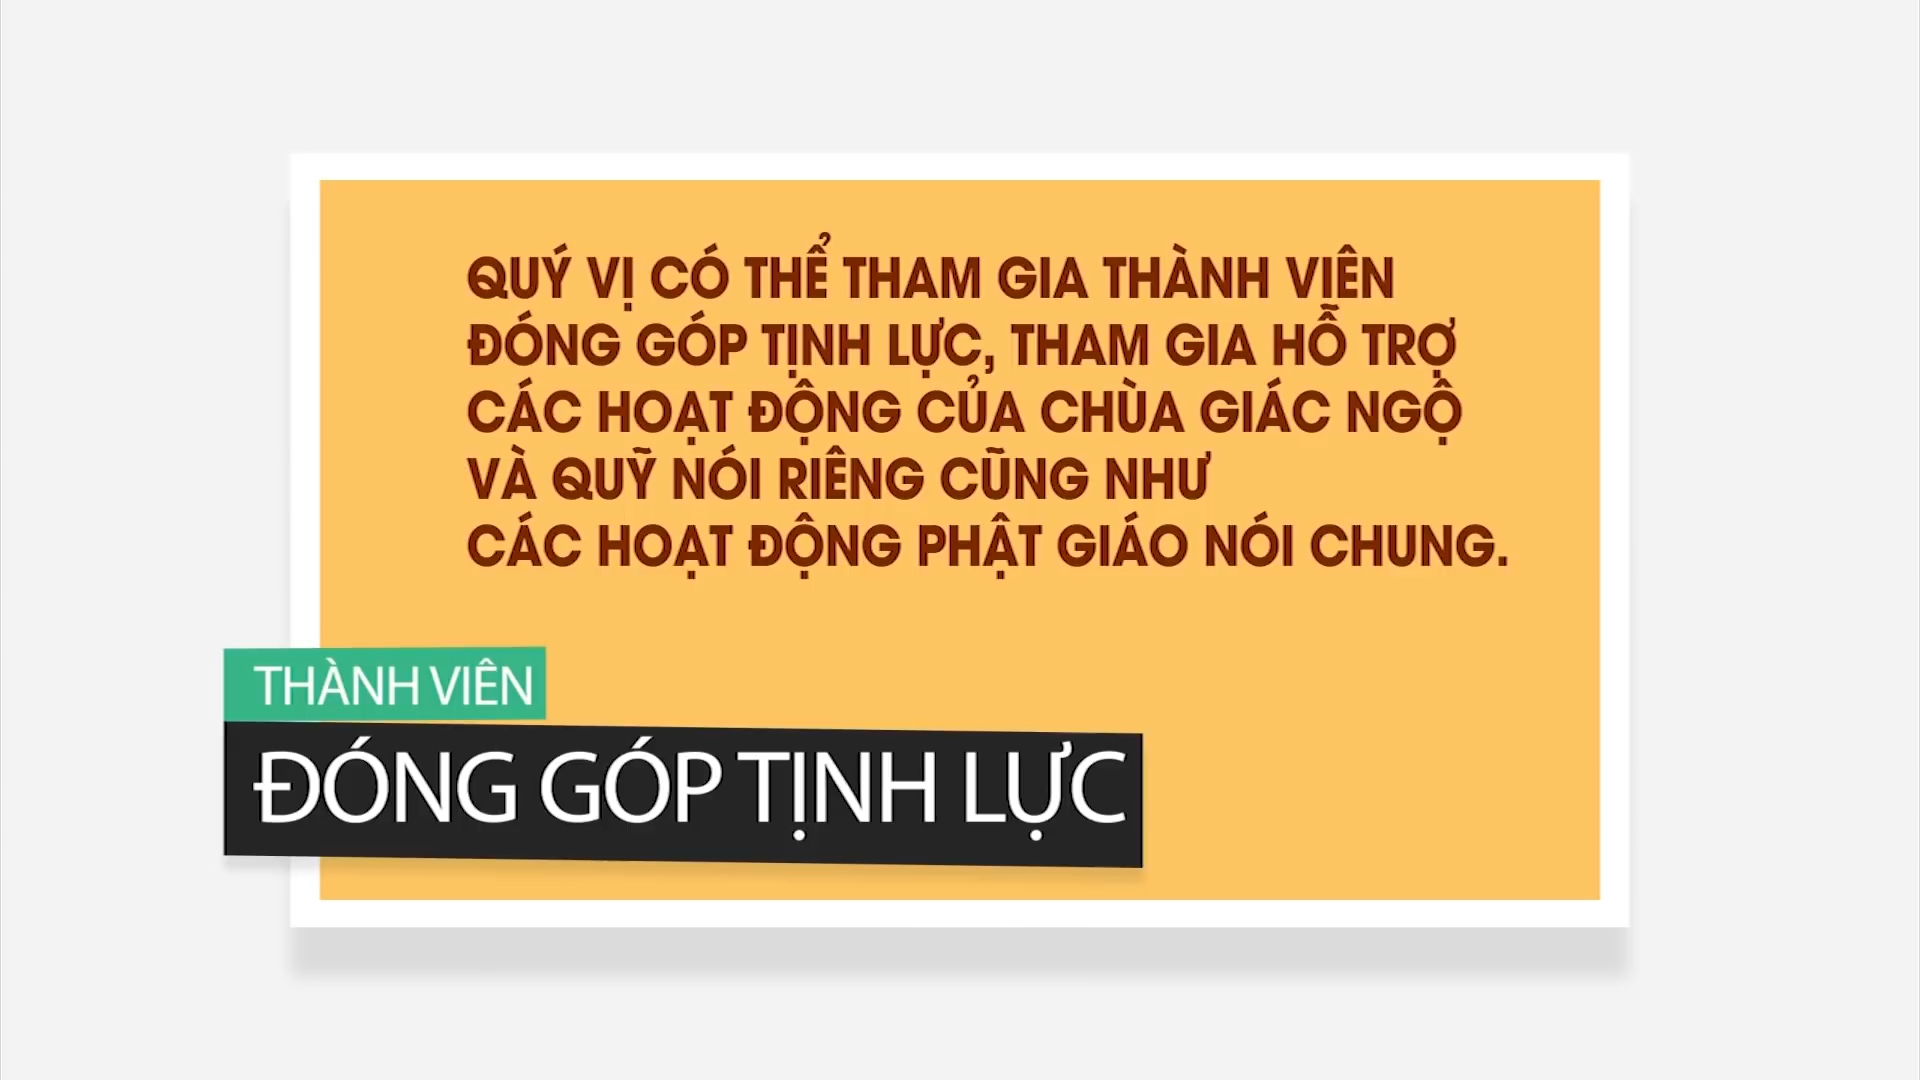 QUÝ VỊ CÓ THỂ THAM GIA THÀNH VIÊN
ĐÓNG GÓP TỊNH LỰC, THAM GIA HỖ TRỢ
CÁC HOẠT ĐỘNG CỦA CHÙA GIÁC NGỘ
VÀ QUỸ NÓI RIÊNG CŨNG NHƯ
CÁC HOẠT ĐỘNG PHẬT GIÁO NÓI CHUNG.
THÀNH VIÊN
ĐÓNG GÓP TỊNH LỰC